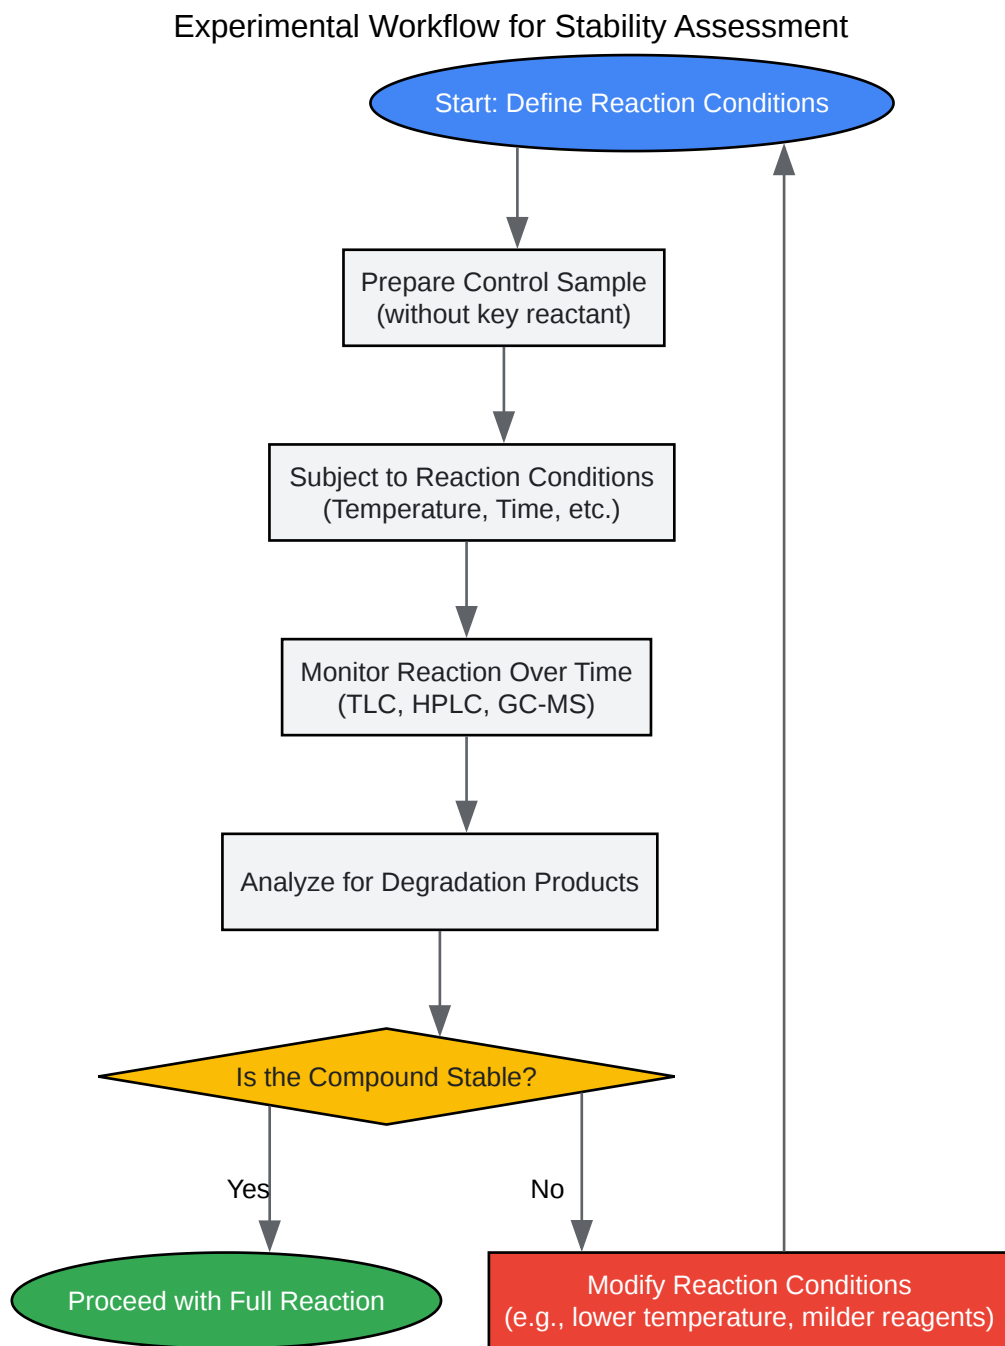 Experimental Workflow for Stability Assessment
Start: Define Reaction Conditions
Prepare Control Sample
(without key reactant)
Subject to Reaction Conditions
(Temperature, Time, etc.)
Monitor Reaction Over Time
(TLC, HPLC, GC-MS)
Analyze for Degradation Products
Is the Compound Stable?
Yes
No
Proceed with Full Reaction
Modify Reaction Conditions
(e.g., lower temperature, milder reagents)